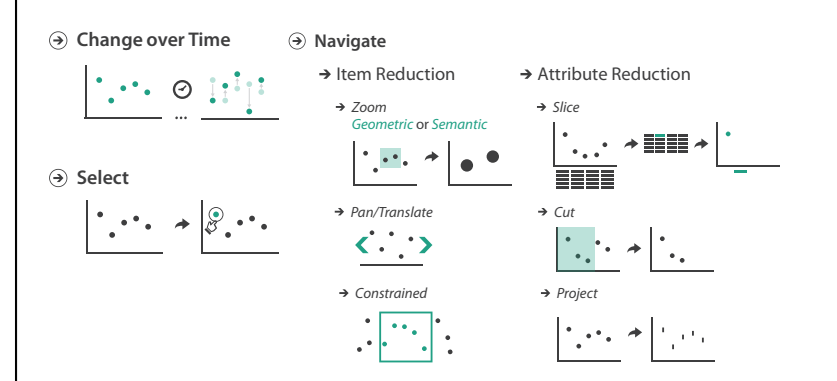 Change over Time
...
Select
Navigate
Item Reduction
Zoom
Geometric or Semantic
Pan/Translate
Constrained
Attribute Reduction
Slice
Cut
Project